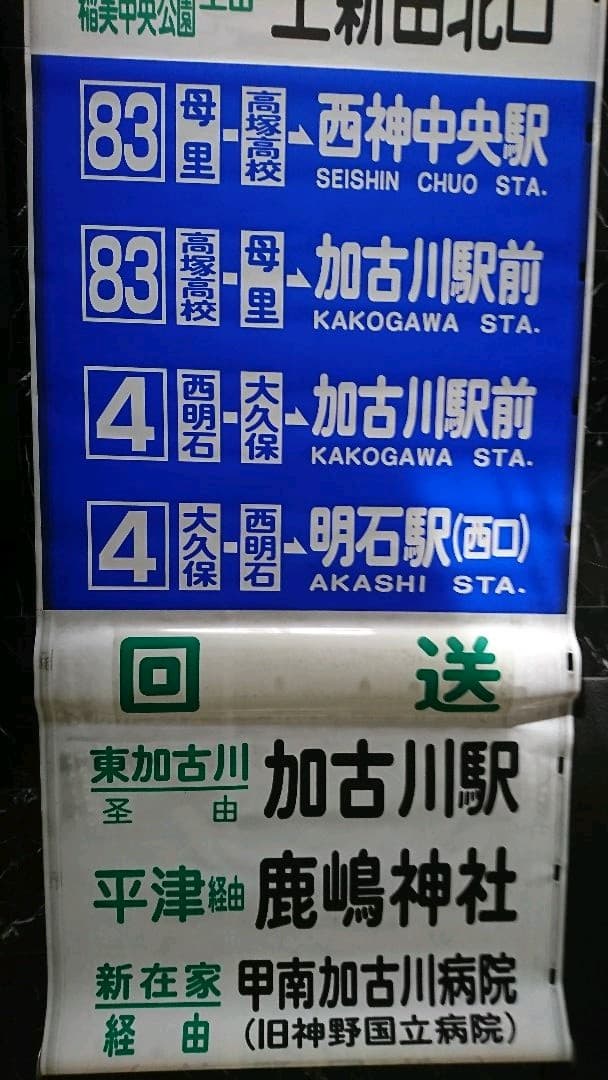 稲美中央公園 経由 上新田北口
83 母里 - 高塚高校 → 西神中央駅
SEISHIN CHUO STA.
83 高塚高校 - 母里 → 加古川駅前
KAKOGAWA STA.
4 西明石 - 大久保 → 加古川駅前
KAKOGAWA STA.
4 大久保 - 西明石 → 明石駅(西口)
AKASHI STA.
回送
東加古川 加古川駅
圣由
平津経由 鹿嶋神社
新在家 甲南加古川病院
経由 (旧神野国立病院)